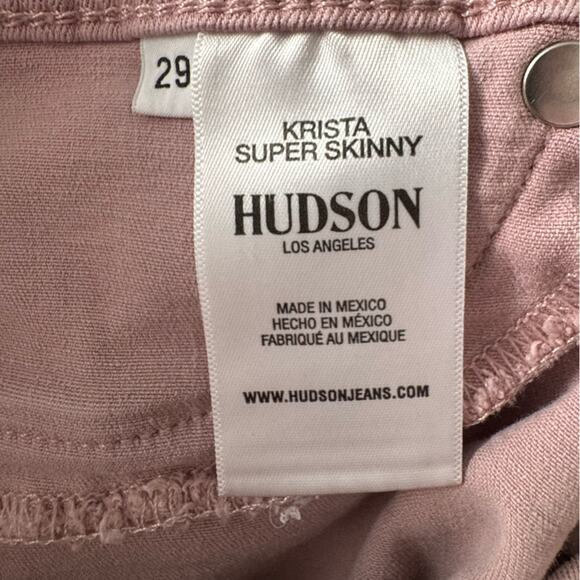 29
KRISTA
SUPER SKINNY
HUDSON
LOS ANGELES
MADE IN MEXICO
HECHO EN MÉXICO
FABRIQUÉ AU MEXIQUE
WWW.HUDSONJEANS.COM